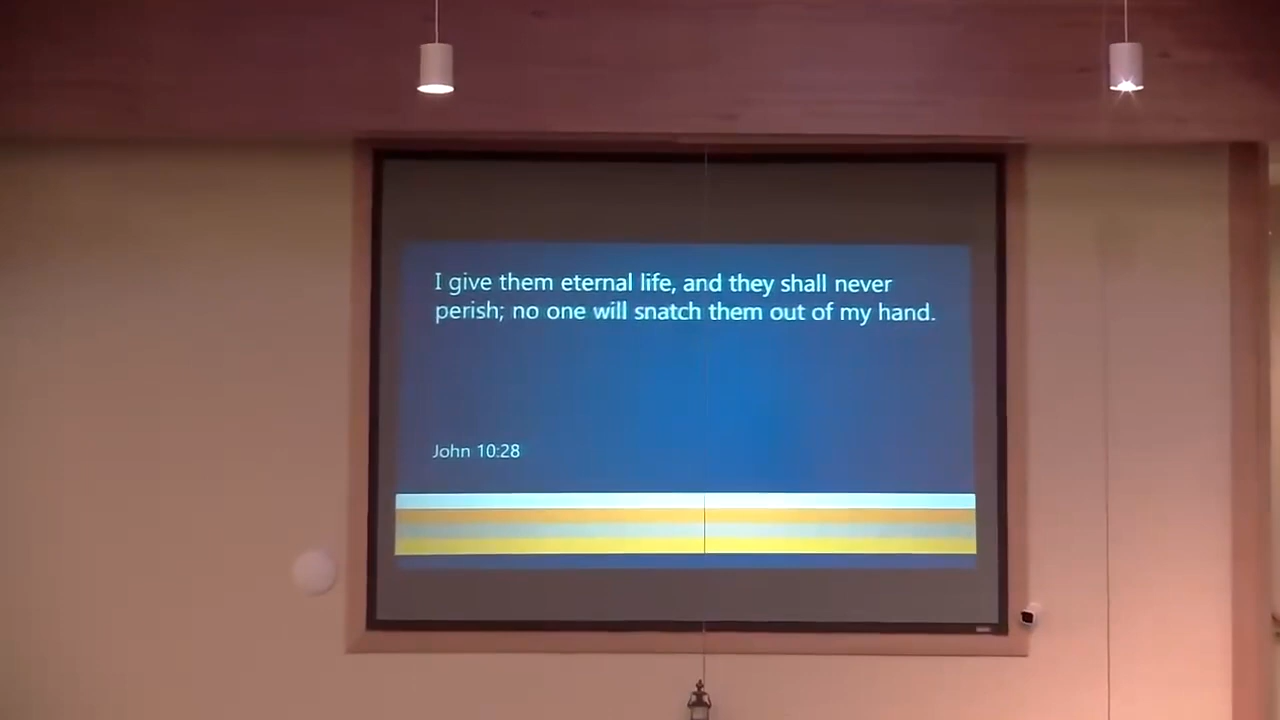 I give them eternal life, and they shall never
perish; no one will snatch them out of my hand.
John 10:28